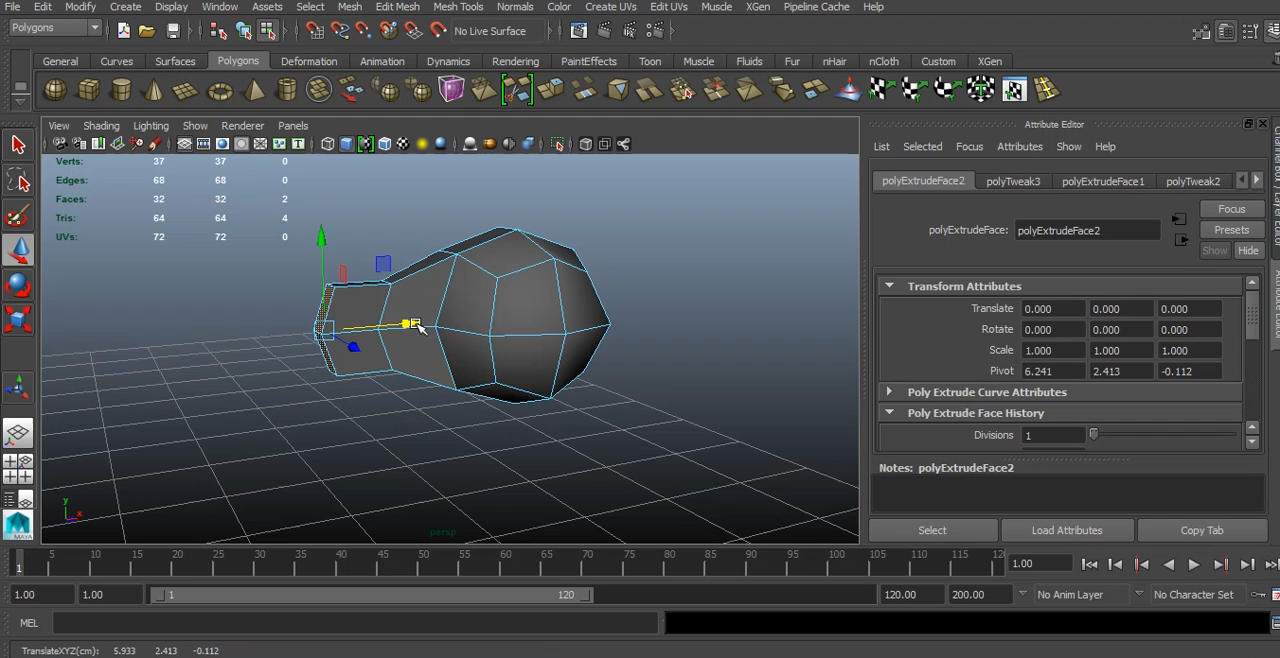 File Edit Modify Create Display Window Assets Select Mesh Edit Mesh Mesh Tools Normals Color Create UVs Edit UVs Muscle XGen Pipeline Cache Help
Polygons No Live Surface
General Curves Surfaces Polygons Deformation Animation Dynamics Rendering PaintEffects Toon Muscle Fluids Fur nHair nCloth Custom XGen
View Shading Lighting Show Renderer Panels
Verts: 37 37 0
Edges: 68 68 0
Faces: 32 32 2
Tris: 64 64 4
UVs: 72 72 0
y
x
persp
Attribute Editor
List Selected Focus Attributes Show Help
polyExtrudeFace2 polyTweak3 polyExtrudeFace1 polyTweak2
Focus
polyExtrudeFace: polyExtrudeFace2
Presets
Show Hide
Transform Attributes
Translate 0.000 0.000 0.000
Rotate 0.000 0.000 0.000
Scale 1.000 1.000 1.000
Pivot 6.241 2.413 -0.112
Poly Extrude Curve Attributes
Poly Extrude Face History
Divisions 1
Notes: polyExtrudeFace2
Select Load Attributes Copy Tab
MAYA
1 5 10 15 20 25 30 35 40 45 50 55 60 65 70 75 80 85 90 95 100 105 110 115 1.00
1.00 1.00 1 120 120.00 200.00 No Anim Layer No Character Set
MEL
TranslateXYZ(cm): 5.933 2.413 -0.112